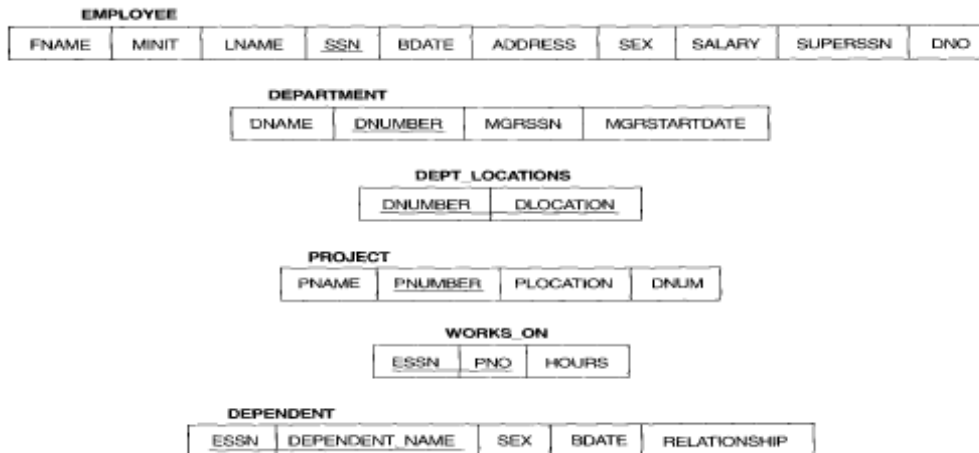 EMPLOYEE
FNAME MINIT LNAME SSN BDATE ADDRESS SEX SALARY SUPERSSN DNO
DEPARTMENT
DNAME DNUMBER MGRSSN MGRSTARTDATE
DEPT_LOCATIONS
DNUMBER DLOCATION
PROJECT
PNAME PNUMBER PLOCATION DNUM
WORKS_ON
ESSN PNO HOURS
DEPENDENT
ESSN DEPENDENT_NAME SEX BDATE RELATIONSHIP